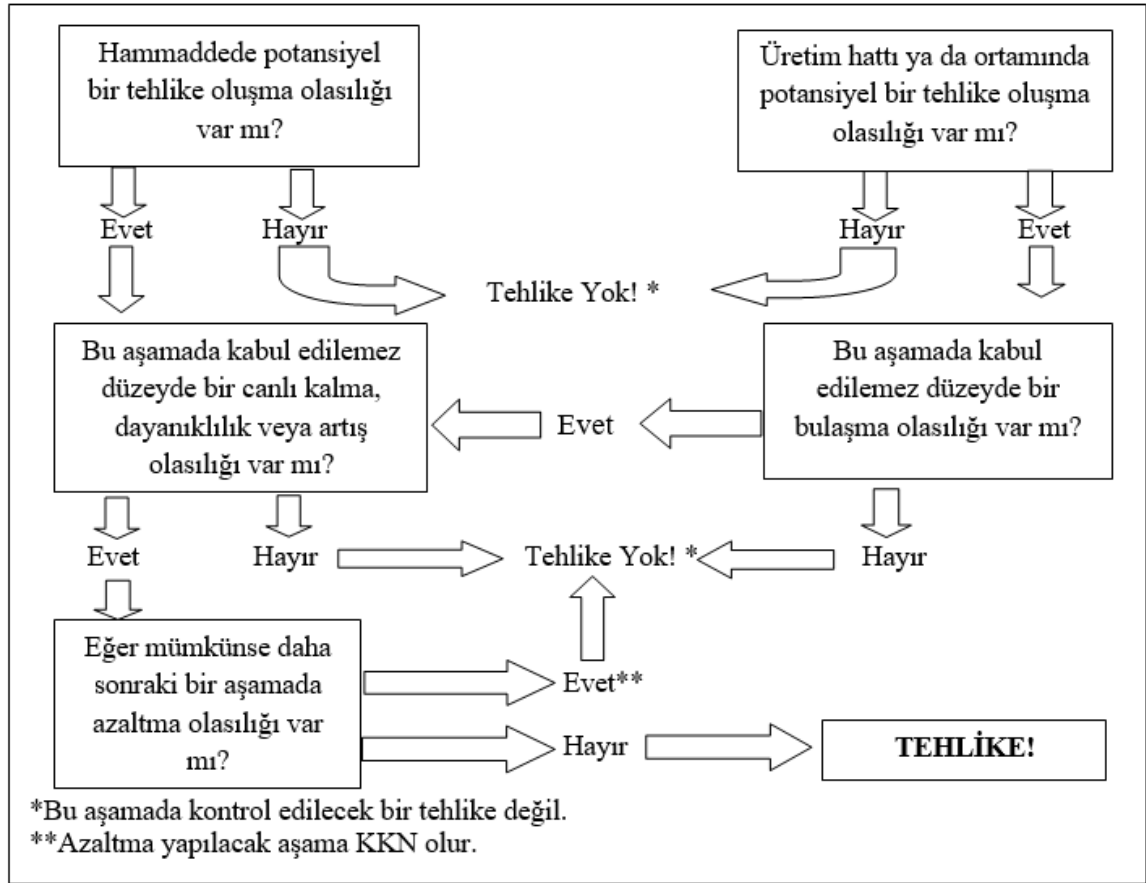 Hammaddede potansiyel
bir tehlike oluşma olasılığı
var mı?
Üretim hattı ya da ortamında
potansiyel bir tehlike oluşma
olasılığı var mı?
Evet
Hayır
Hayır
Evet
Tehlike Yok! *
Bu aşamada kabul edilemez
düzeyde bir canlı kalma,
dayanıklılık veya artış
olasılığı var mı?
Evet
Bu aşamada kabul
edilemez düzeyde bir
bulaşma olasılığı var mı?
Evet
Hayır
Tehlike Yok! *
Hayır
Eğer mümkünse daha
sonraki bir aşamada
azaltma olasılığı var
mı?
Evet**
Hayır
TEHLİKE!
*Bu aşamada kontrol edilecek bir tehlike değil.
**Azaltma yapılacak aşama KKN olur.